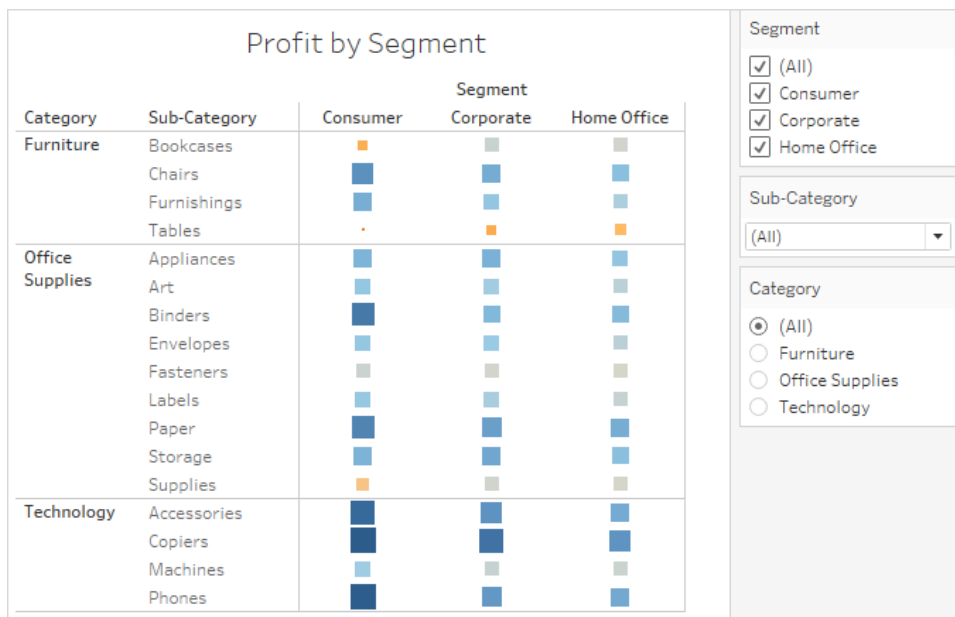 Profit by Segment
Segment
Category Sub-Category Consumer Corporate Home Office
Furniture Bookcases
Chairs
Furnishings
Tables
Office Supplies Appliances
Art
Binders
Envelopes
Fasteners
Labels
Paper
Storage
Supplies
Technology Accessories
Copiers
Machines
Phones
Segment
(All)
Consumer
Corporate
Home Office
Sub-Category
(All)
Category
(All)
Furniture
Office Supplies
Technology